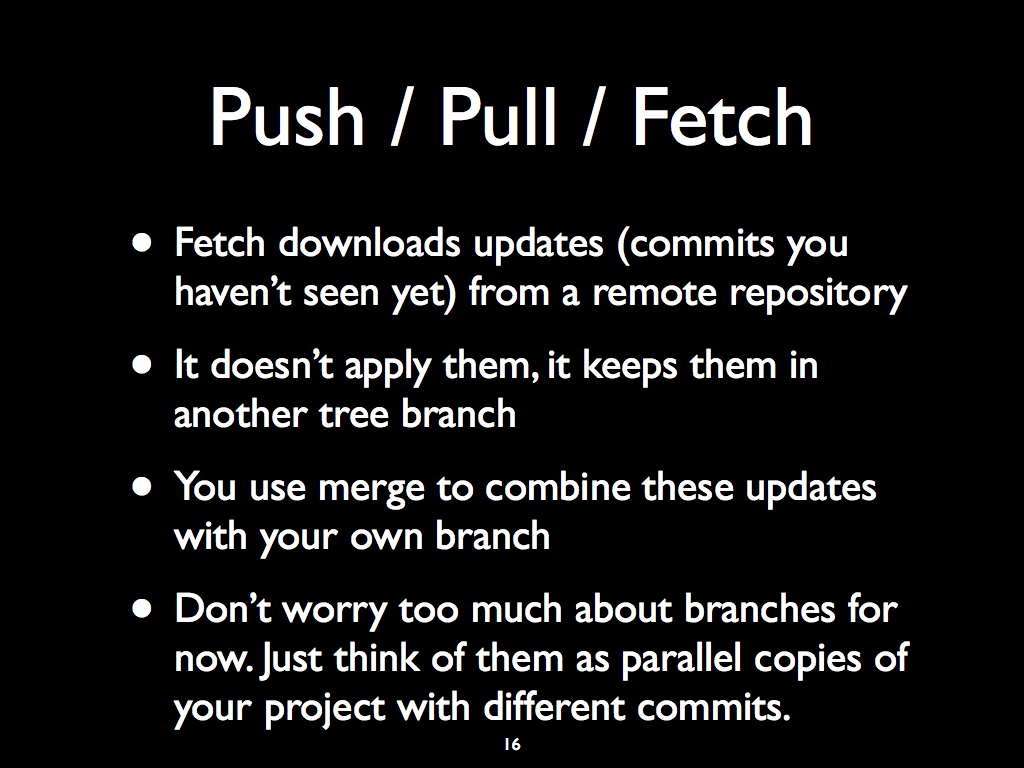 Push / Pull / Fetch
• Fetch downloads updates (commits you
haven’t seen yet) from a remote repository
• It doesn’t apply them, it keeps them in
another tree branch
• You use merge to combine these updates
with your own branch
• Don’t worry too much about branches for
now. Just think of them as parallel copies of
your project with different commits.
16